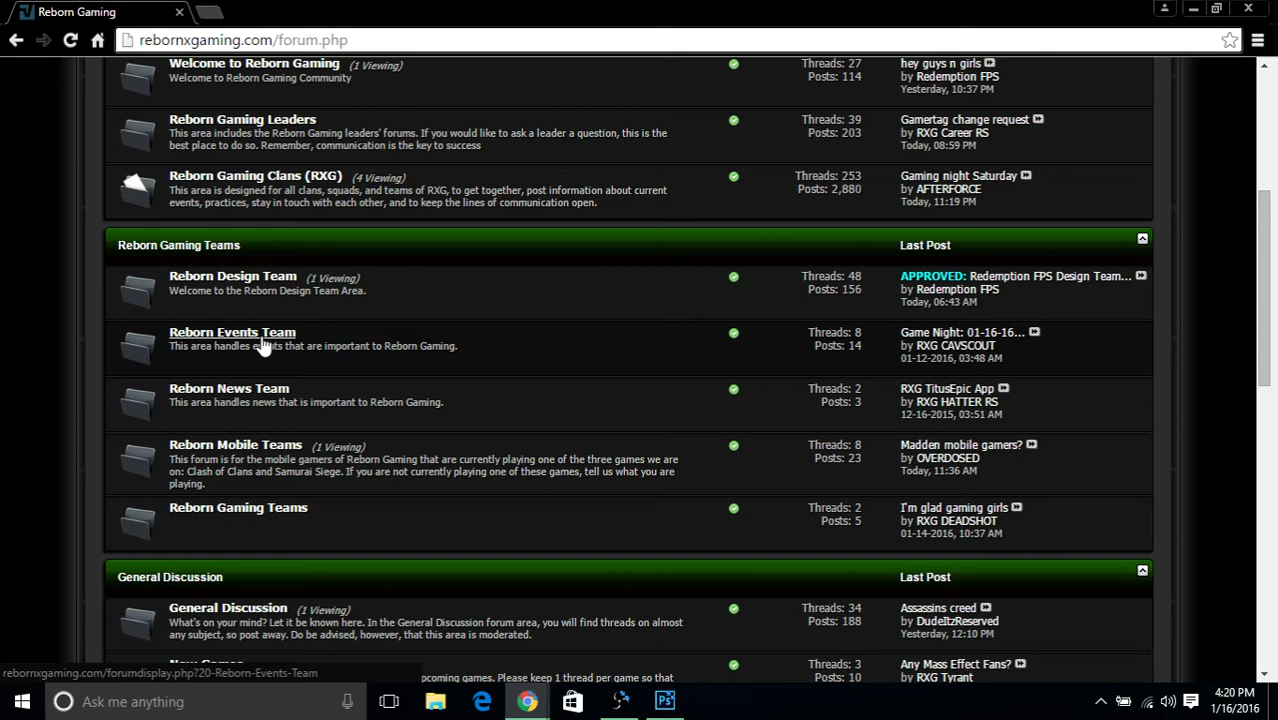 Reborn Gaming
rebornxgaming.com/forum.php
Welcome to Reborn Gaming (1 Viewing)
Welcome to Reborn Gaming Community
Threads: 27
Posts: 114
hey guys n girls
by Redemption FPS
Yesterday, 10:37 PM
Reborn Gaming Leaders
This area includes the Reborn Gaming leaders' forums. If you would like to ask a leader a question, this is the
best place to do so. Remember, communication is the key to success
Threads: 39
Posts: 203
Gamertag change request
by RXG Career RS
Today, 08:59 PM
Reborn Gaming Clans (RXG) (4 Viewing)
This area is designed for all clans, squads, and teams of RXG, to get together, post information about current
events, practices, stay in touch with each other, and to keep the lines of communication open.
Threads: 253
Posts: 2,880
Gaming night Saturday
by AFTERFORCE
Today, 11:19 PM
Reborn Gaming Teams
Last Post
Reborn Design Team (1 Viewing)
Welcome to the Reborn Design Team Area.
Threads: 48
Posts: 156
APPROVED: Redemption FPS Design Team...
by Redemption FPS
Today, 06:43 AM
Reborn Events Team
This area handles events that are important to Reborn Gaming.
Threads: 8
Posts: 14
Game Night: 01-16-16...
by RXG CAVSCOUT
01-12-2016, 03:48 AM
Reborn News Team
This area handles news that is important to Reborn Gaming.
Threads: 2
Posts: 3
RXG TitusEpic App
by RXG HATTER RS
12-16-2015, 03:51 AM
Reborn Mobile Teams (1 Viewing)
This forum is for the mobile gamers of Reborn Gaming that are currently playing one of the three games we are
on: Clash of Clans and Samurai Siege. If you are not currently playing one of these games, tell us what you are
playing.
Threads: 8
Posts: 23
Madden mobile gamers?
by OVERDOSED
Today, 11:36 AM
Reborn Gaming Teams
Threads: 2
Posts: 5
I'm glad gaming girls
by RXG DEADSHOT
01-14-2016, 10:37 AM
General Discussion
Last Post
General Discussion (1 Viewing)
What's on your mind? Let it be known here. In the General Discussion forum area, you will find threads on almost
any subject, so post away. Do be advised, however, that this area is moderated.
Threads: 34
Posts: 188
Assassins creed
by DudeItzReserved
Yesterday, 12:10 PM
New Games
upcoming games. Please keep 1 thread per game so that
Threads: 3
Posts: 10
Any Mass Effect Fans?
by RXG Tyrant
rebornxgaming.com/forumdisplay.php?20-Reborn-Events-Team
Ask me anything
4:20 PM
1/16/2016